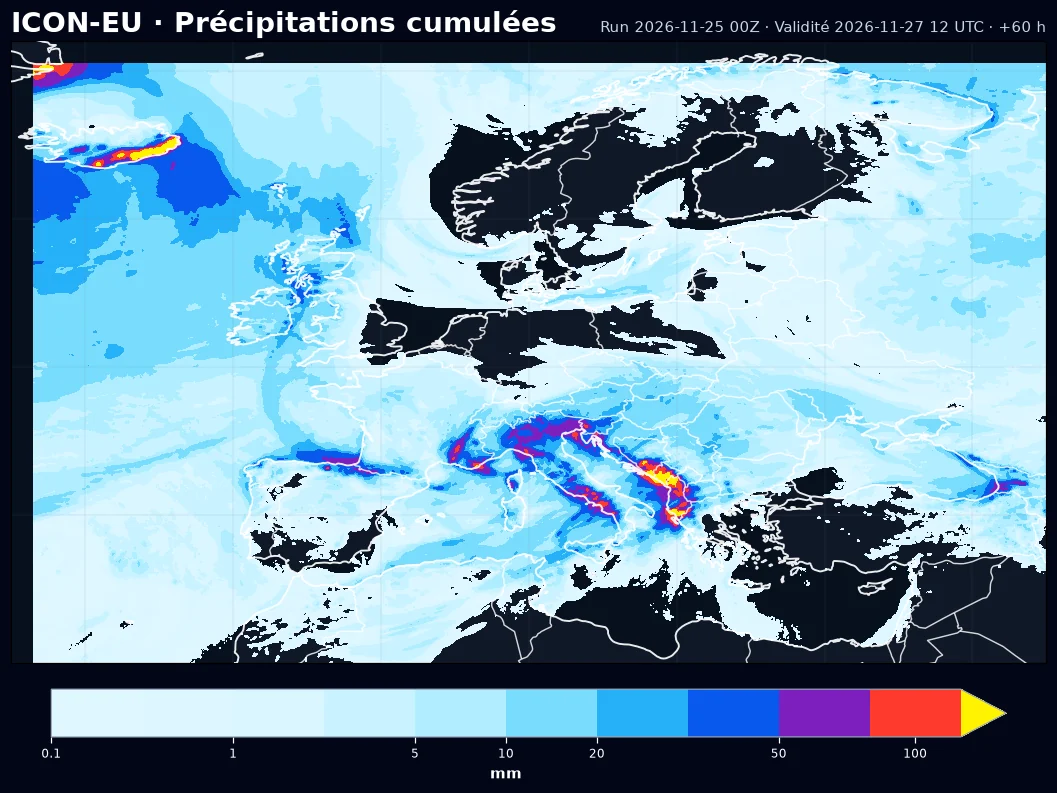 ICON-EU · Précipitations cumulées
Run 2026-11-25 00Z · Validité 2026-11-27 12 UTC · +60 h
0.1 1 5 10 20 50 100
mm